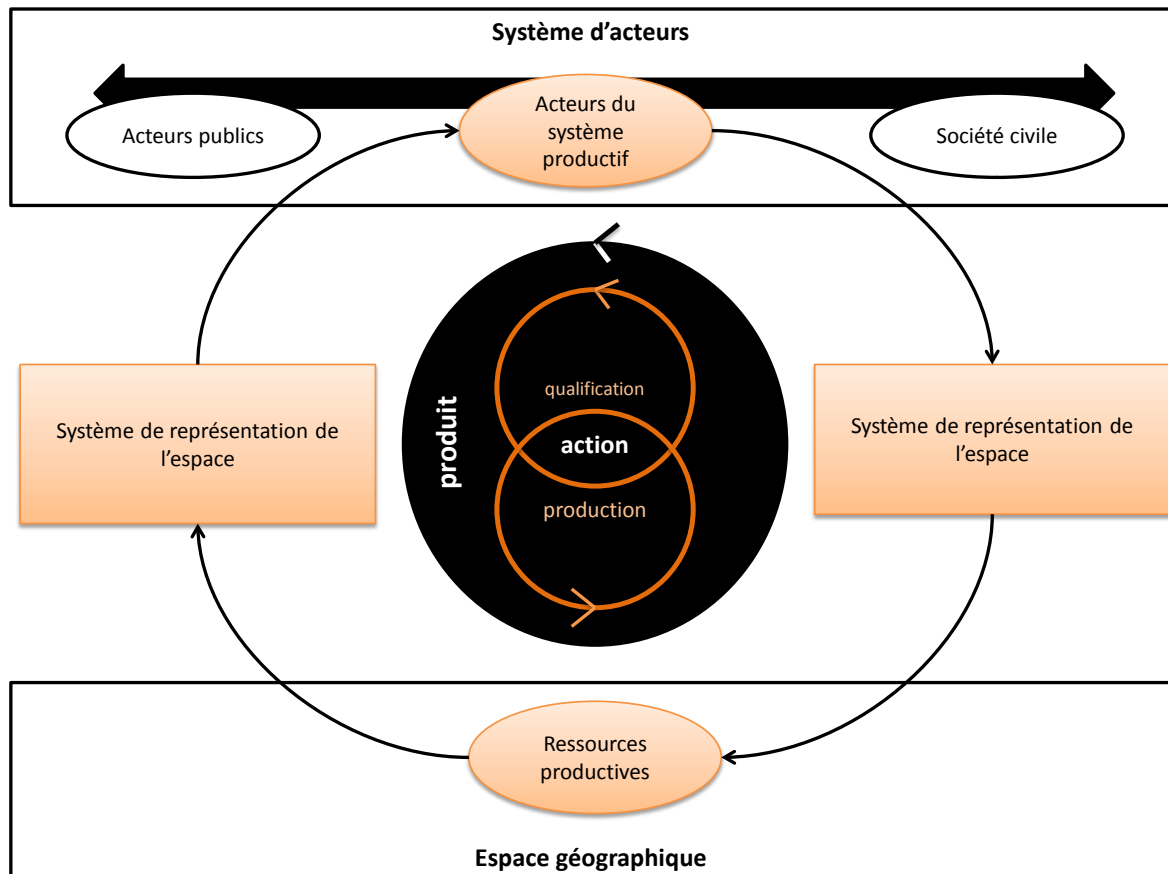 Système d'acteurs
Acteurs publics
Acteurs du
système
productif
Société civile
Système de représentation de
l'espace
produit
qualification
action
production
Système de représentation de
l'espace
Ressources
productives
Espace géographique